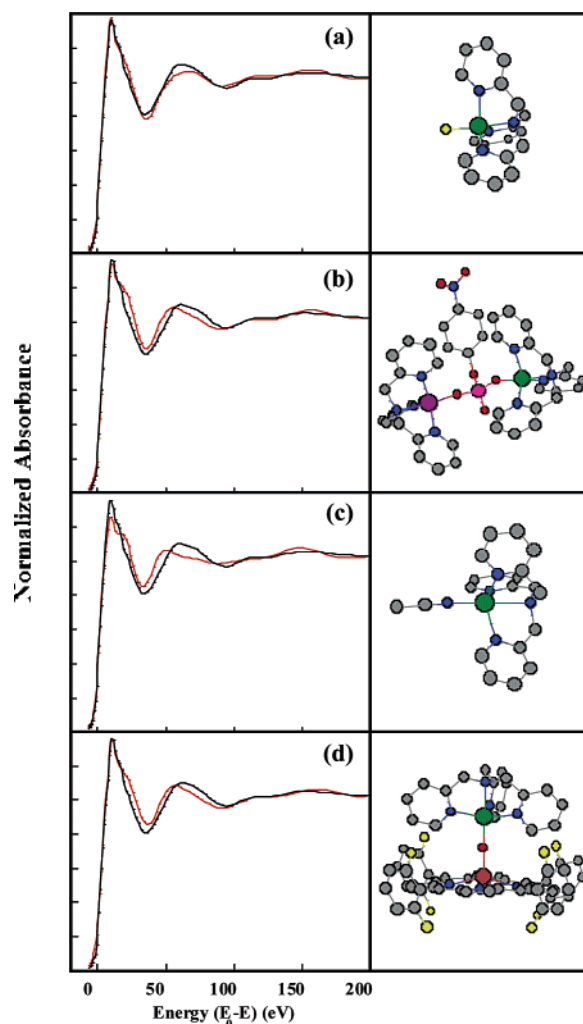 (a)
(b)
(c)
(d)
Normalized Absorbance
0 50 100 150 200
Energy (E0-E) (eV)